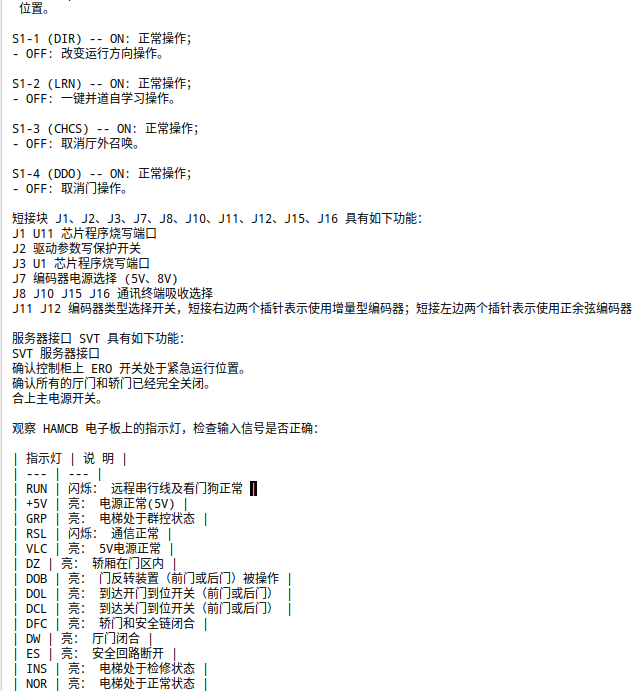 位置。
S1-1 (DIR) -- ON: 正常操作;
- OFF: 改变运行方向操作。
S1-2 (LRN) -- ON: 正常操作;
- OFF: 一键并道自学习操作。
S1-3 (CHCS) -- ON: 正常操作;
- OFF: 取消厅外召唤。
S1-4 (DDO) -- ON: 正常操作;
- OFF: 取消门操作。
短接块 J1、J2、J3、J7、J8、J10、J11、J12、J15、J16 具有如下功能:
J1 U11 芯片程序烧写端口
J2 驱动参数写保护开关
J3 U1 芯片程序烧写端口
J7 编码器电源选择 (5V、8V)
J8 J10 J15 J16 通讯终端吸收选择
J11 J12 编码器类型选择开关，短接右边两个插针表示使用增量型编码器；短接左边两个插针表示使用正余弦编码器
服务器接口 SVT 具有如下功能:
SVT 服务器接口
确认控制柜上 ERO 开关处于紧急运行位置。
确认所有的厅门和轿门已经完全关闭。
合上主电源开关。
观察 HAMCB 电子板上的指示灯，检查输入信号是否正确:
| 指示灯 | 说 明 |
| --- | --- |
| RUN | 闪烁: 远程串行线及看门狗正常 |
| +5V | 亮: 电源正常(5V) |
| GRP | 亮: 电梯处于群控状态 |
| RSL | 闪烁: 通信正常 |
| VLC | 亮: 5V电源正常 |
| DZ | 亮: 轿厢在门区内 |
| DOB | 亮: 门反转装置（前门或后门）被操作 |
| DOL | 亮: 到达开门到位开关（前门或后门） |
| DCL | 亮: 到达关门到位开关（前门或后门） |
| DFC | 亮: 轿门和安全链闭合 |
| DW | 亮: 厅门闭合 |
| ES | 亮: 安全回路断开 |
| INS | 亮: 电梯处于检修状态 |
| NOR | 亮: 电梯处于正常状态 |